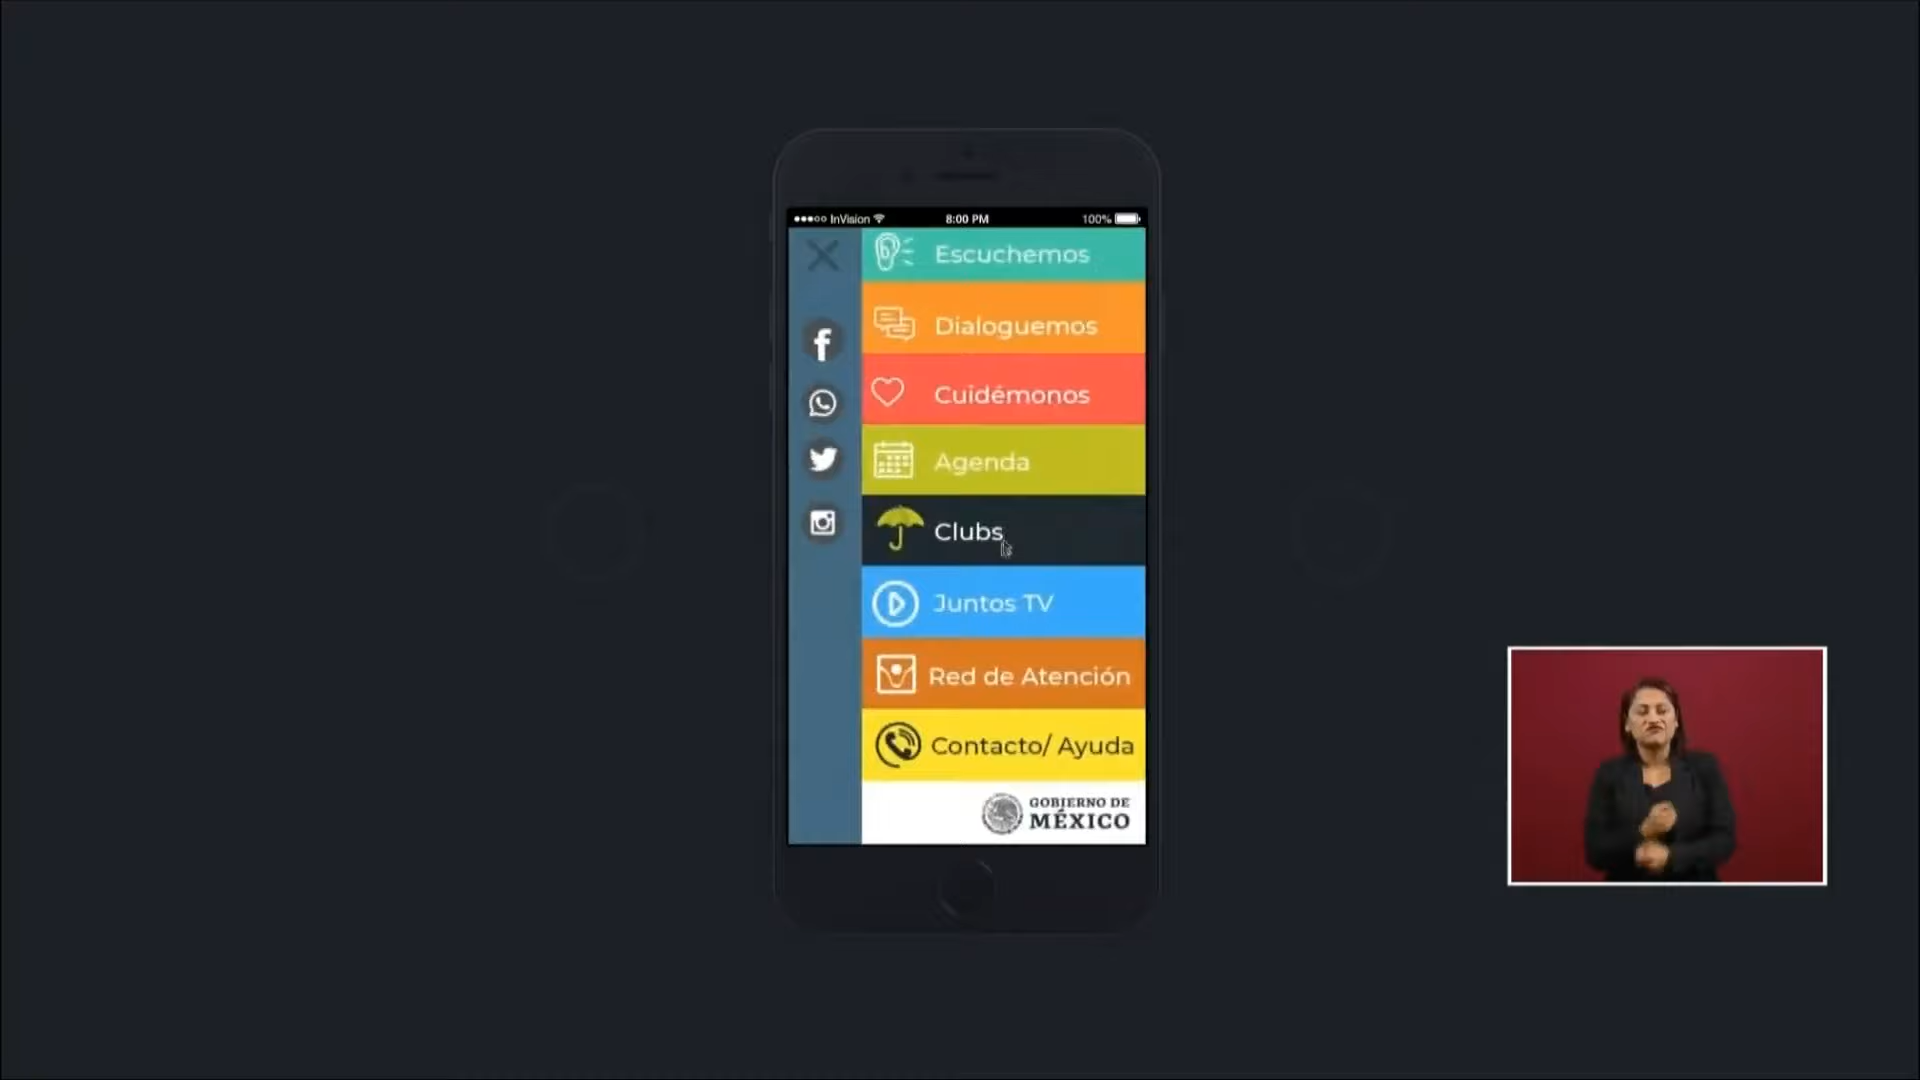 InVision
8:00 PM
100%
Escuchemos
Dialoguemos
Cuidémonos
Agenda
Clubs
Juntos TV
Red de Atención
Contacto/ Ayuda
GOBIERNO DE
MÉXICO